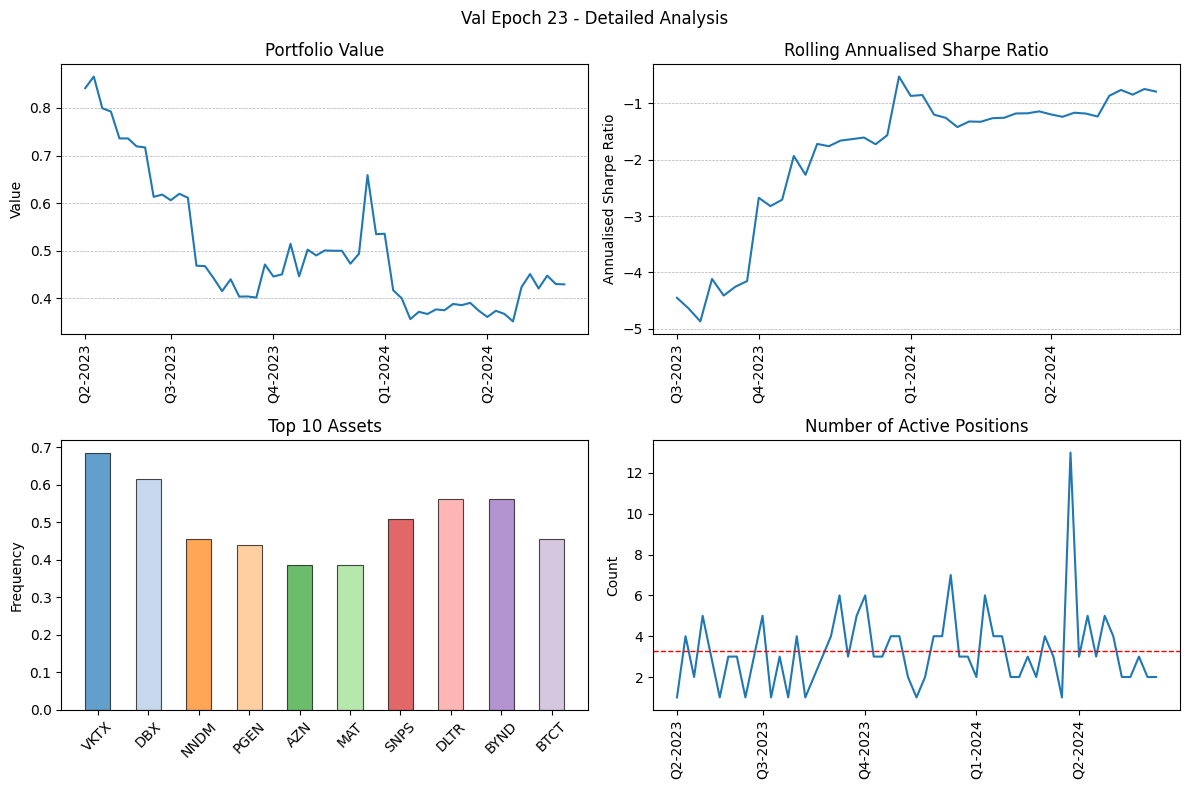 Val Epoch 23 - Detailed Analysis
Portfolio Value
Value
0.8
0.7
0.6
0.5
0.4
Q2-2023
Q3-2023
Q4-2023
Q1-2024
Q2-2024
Rolling Annualised Sharpe Ratio
Annualised Sharpe Ratio
−1
−2
−3
−4
−5
Q3-2023
Q4-2023
Q1-2024
Q2-2024
Top 10 Assets
Frequency
0.7
0.6
0.5
0.4
0.3
0.2
0.1
0.0
VKTX
DBX
NNDM
PGEN
AZN
MAT
SNPS
DLTR
BYND
BTCT
Number of Active Positions
Count
12
10
8
6
4
2
Q2-2023
Q3-2023
Q4-2023
Q1-2024
Q2-2024